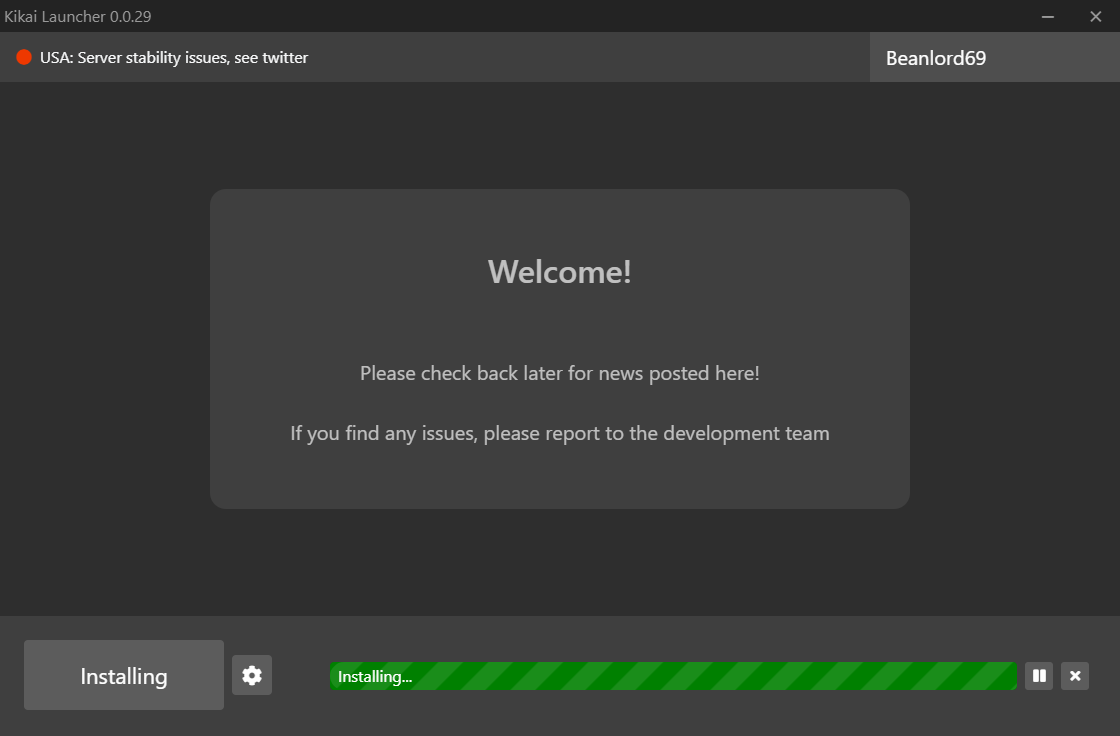 Kikai Launcher 0.0.29
USA: Server stability issues, see twitter
Beanlord69
Welcome!
Please check back later for news posted here!
If you find any issues, please report to the development team
Installing
Installing...